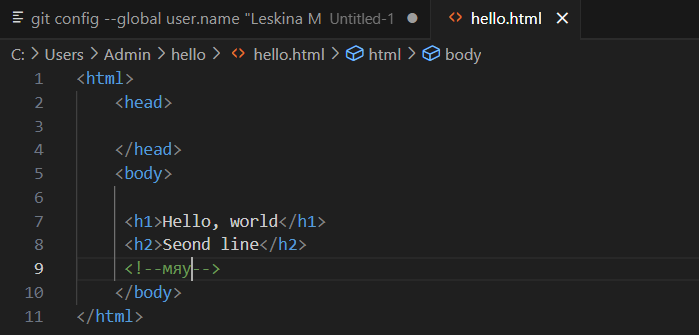 git config --global user.name "Leskina M Untitled-1 ● <> hello.html ×
C: > Users > Admin > hello > <> hello.html > html > body
1 <html>
2     <head>
3
4     </head>
5     <body>
6
7      <h1>Hello, world</h1>
8      <h2>Seond line</h2>
9      <!--мяу-->
10     </body>
11 </html>